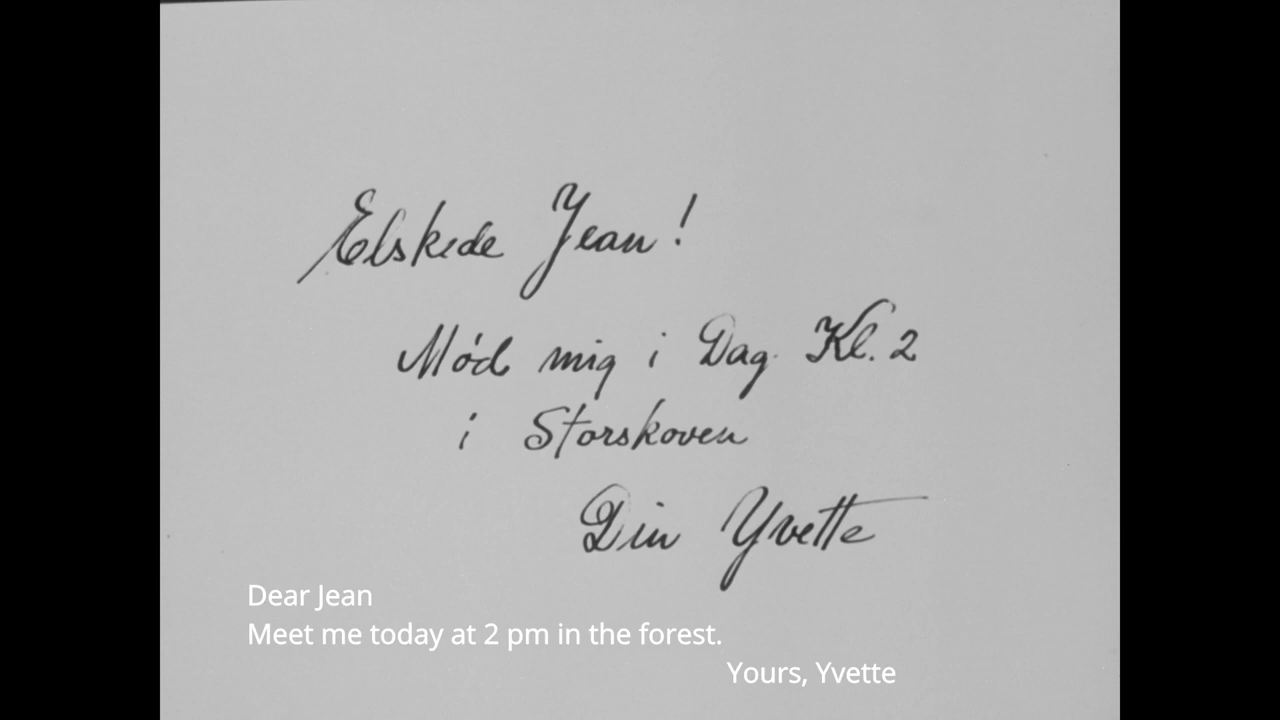 Elskede Jean!
Mód mig i Dag Kl. 2
i Storskoven
Din Yvette
Dear Jean
Meet me today at 2 pm in the forest.
Yours, Yvette